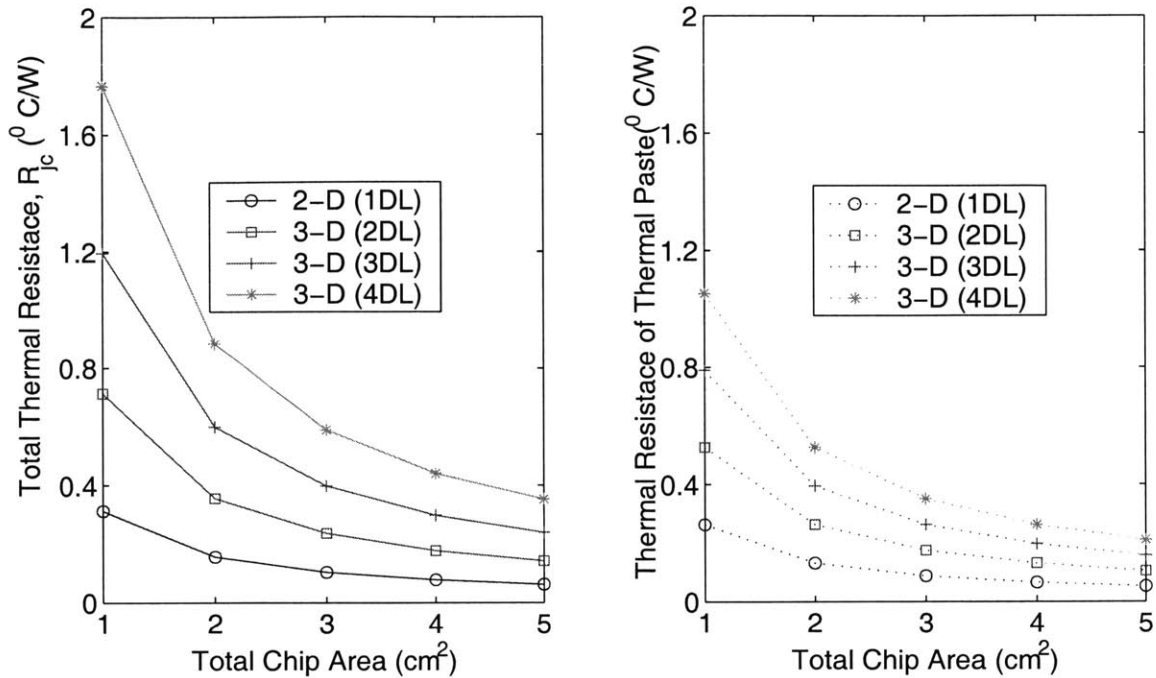 Total Thermal Resistace, R_jc (⁰ C/W)
2
1.6
1.2
0.8
0.4
0
2−D (1DL)
3−D (2DL)
3−D (3DL)
3−D (4DL)
1 2 3 4 5
Total Chip Area (cm²)
Thermal Resistace of Thermal Paste(⁰ C/W)
2
1.6
1.2
0.8
0.4
0
2−D (1DL)
3−D (2DL)
3−D (3DL)
3−D (4DL)
1 2 3 4 5
Total Chip Area (cm²)